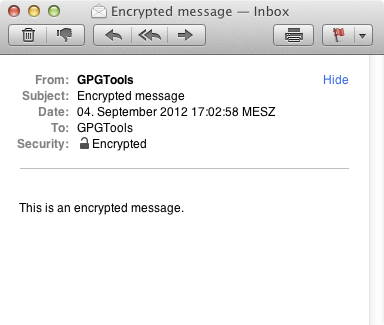 Encrypted message — Inbox
From: GPGTools Hide
Subject: Encrypted message
Date: 04. September 2012 17:02:58 MESZ
To: GPGTools
Security: Encrypted
This is an encrypted message.